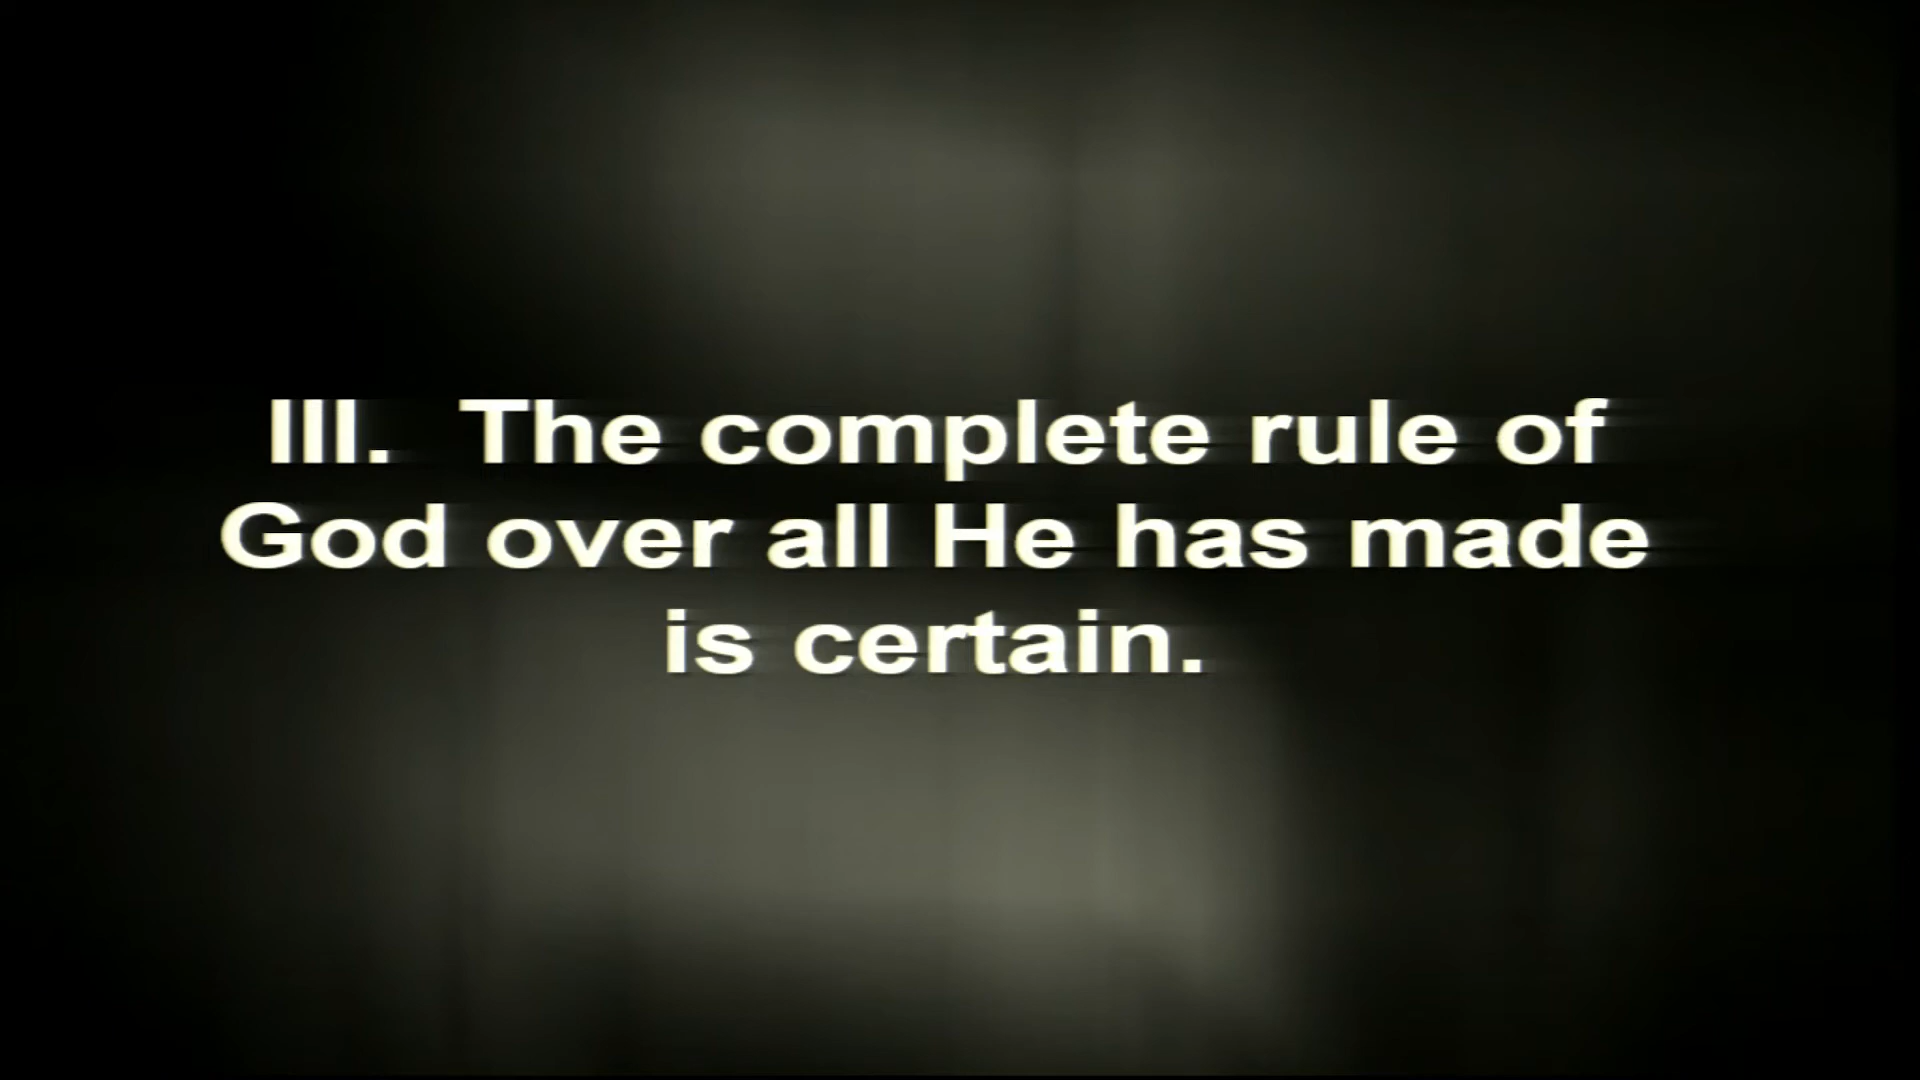 III.  The complete rule of
God over all He has made
is certain.